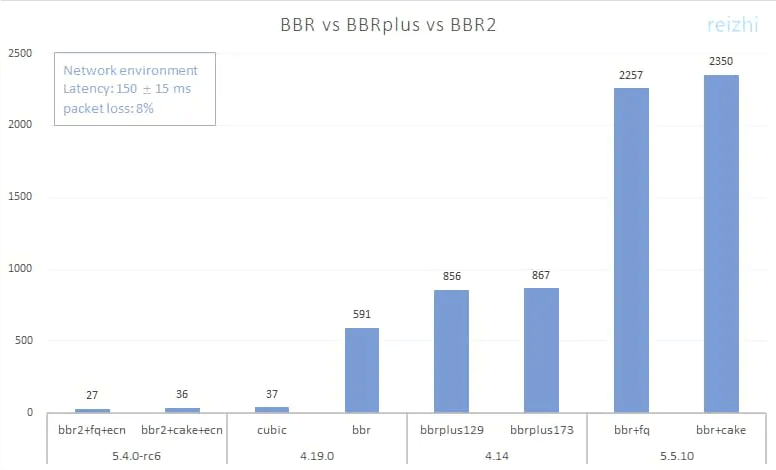 BBR vs BBRplus vs BBR2
reizhi
Network environment
Latency: 150 ± 15 ms
packet loss: 8%
2500
2000
1500
1000
500
0
27
36
37
591
856
867
2257
2350
bbr2+fq+ecn
bbr2+cake+ecn
cubic
bbr
bbrplus129
bbrplus173
bbr+fq
bbr+cake
5.4.0-rc6
4.19.0
4.14
5.5.10